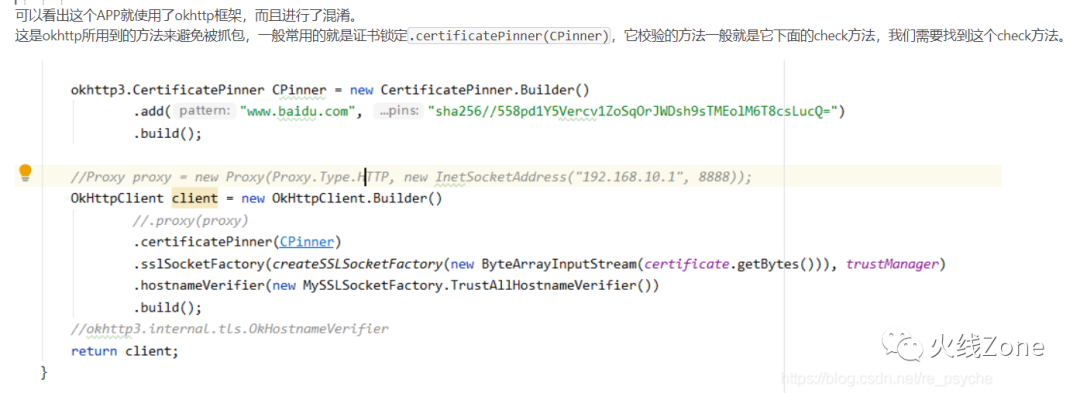 可以看出这个APP就使用了okhttp框架，而且进行了混淆。
这是okhttp所用到的方法来避免被抓包，一般常用的就是证书锁定.certificatePinner(CPinner)，它校验的方法一般就是它下面的check方法，我们需要找到这个check方法。
okhttp3.CertificatePinner CPinner = new CertificatePinner.Builder()
.add( pattern: "www.baidu.com", ...pins: "sha256//558pd1Y5Vercv1ZoSqOrJWDsh9sTMEolM6T8csLucQ=")
.build();
//Proxy proxy = new Proxy(Proxy.Type.HTTP, new InetSocketAddress("192.168.10.1", 8888));
OkHttpClient client = new OkHttpClient.Builder()
//.proxy(proxy)
.certificatePinner(CPinner)
.sslSocketFactory(createSSLSocketFactory(new ByteArrayInputStream(certificate.getBytes())), trustManager)
.hostnameVerifier(new MySSLSocketFactory.TrustAllHostnameVerifier())
.build();
//okhttp3.internal.tls.OkHostnameVerifier
return client;
}
火线Zone
https://blog.csdn.net/re_psyche